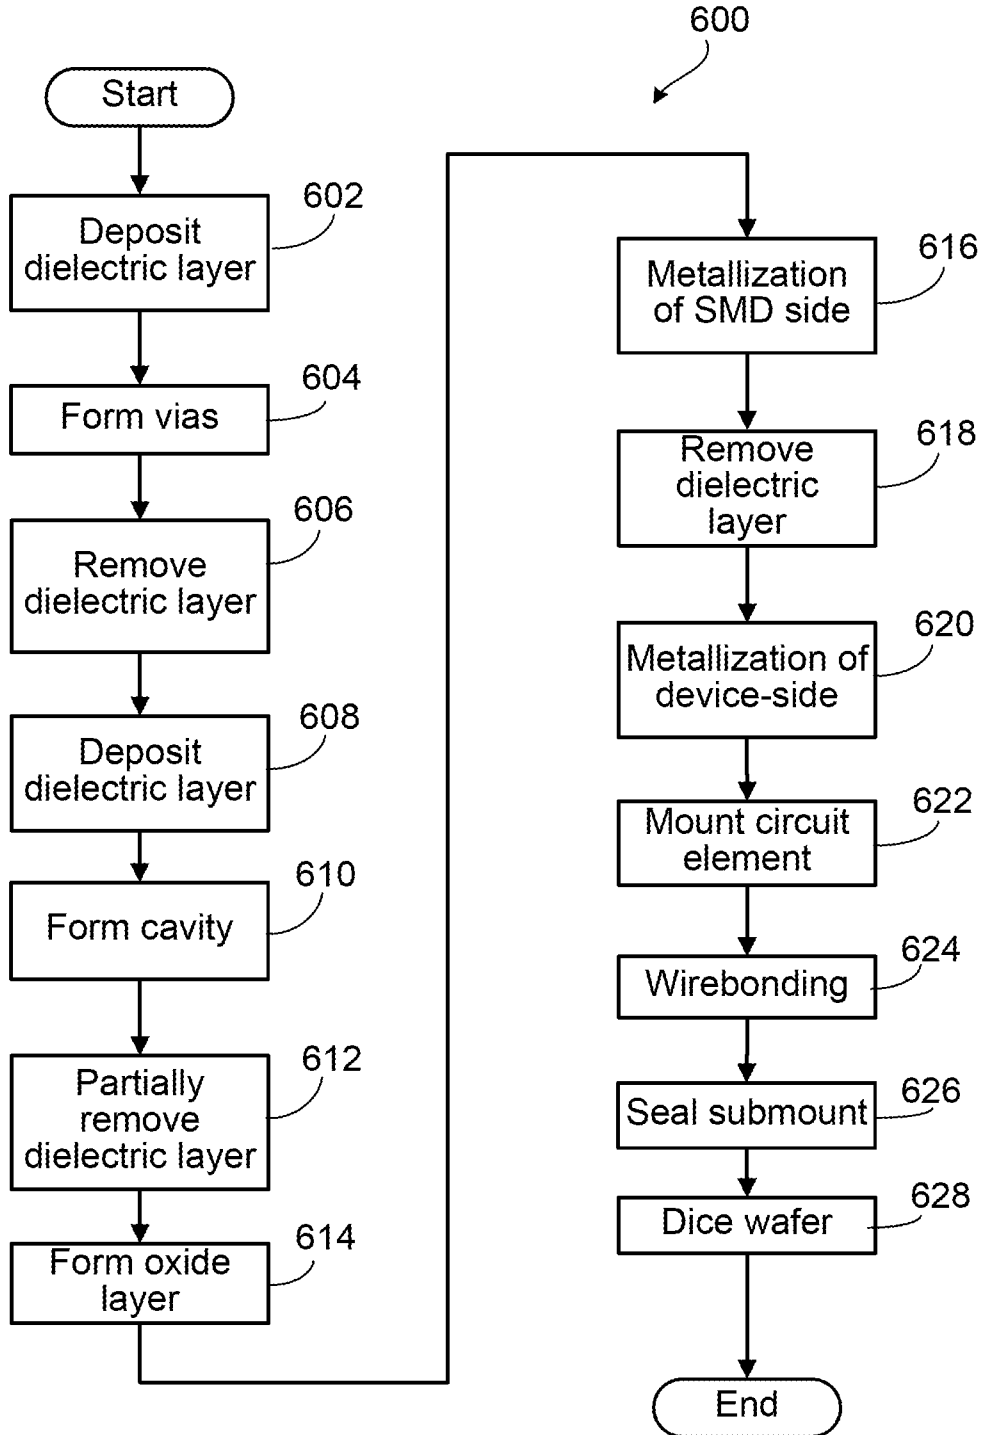 600
Start
602
Deposit
dielectric layer
604
Form vias
606
Remove
dielectric layer
608
Deposit
dielectric layer
610
Form cavity
612
Partially
remove
dielectric layer
614
Form oxide
layer
616
Metallization
of SMD side
618
Remove
dielectric
layer
620
Metallization of
device-side
622
Mount circuit
element
624
Wirebonding
626
Seal submount
628
Dice wafer
End